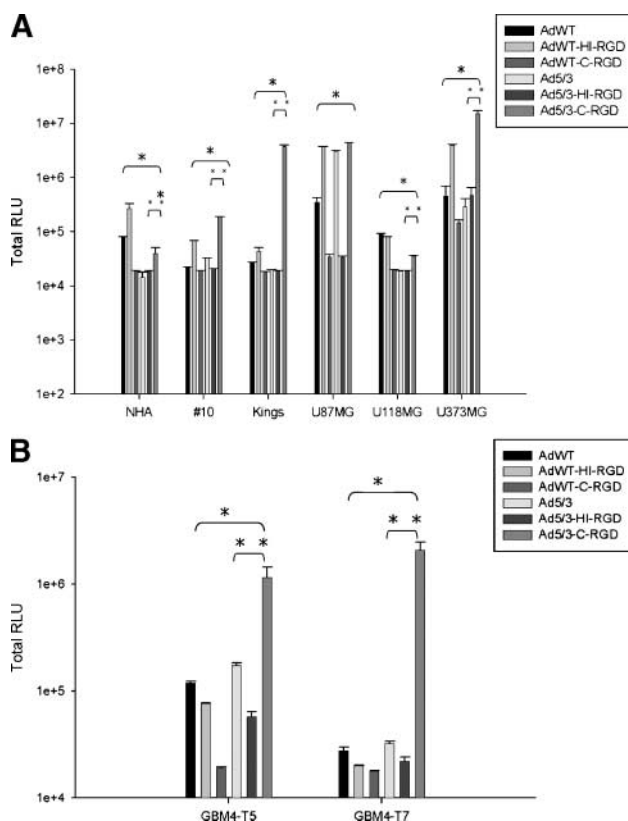 A
AdWT
AdWT-HI-RGD
AdWT-C-RGD
Ad5/3
Ad5/3-HI-RGD
Ad5/3-C-RGD
Total RLU
1e+8
1e+7
1e+6
1e+5
1e+4
1e+3
1e+2
*
* *
*
*
* *
*
* *
*
*
* *
*
* *
NHA
#10
Kings
U87MG
U118MG
U373MG
B
AdWT
AdWT-HI-RGD
AdWT-C-RGD
Ad5/3
Ad5/3-HI-RGD
Ad5/3-C-RGD
Total RLU
1e+7
1e+6
1e+5
1e+4
*
* *
*
* *
GBM4-T5
GBM4-T7